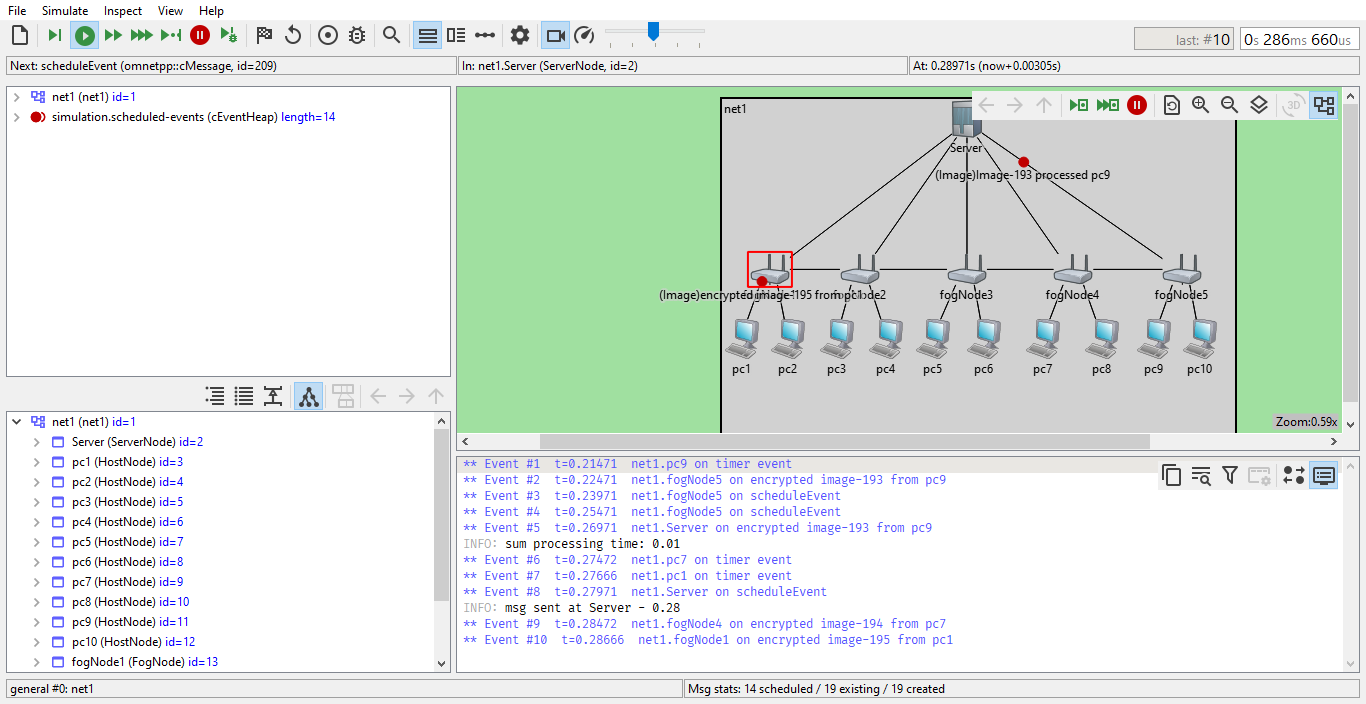 File Simulate Inspect View Help
last: #10 0s 286ms 660us
Next: scheduleEvent (omnetpp::cMessage, id=209) In: net1.Server (ServerNode, id=2) At: 0.28971s (now+0.00305s)
net1 (net1) id=1
simulation.scheduled-events (cEventHeap) length=14
net1
3D
Server
(Image)Image-193 processed pc9
(Image)encrypted image-195 from pc1
fogNode3 fogNode4 fogNode5
pc1 pc2 pc3 pc4 pc5 pc6 pc7 pc8 pc9 pc10
Zoom:0.59x
net1 (net1) id=1
Server (ServerNode) id=2
pc1 (HostNode) id=3
pc2 (HostNode) id=4
pc3 (HostNode) id=5
pc4 (HostNode) id=6
pc5 (HostNode) id=7
pc6 (HostNode) id=8
pc7 (HostNode) id=9
pc8 (HostNode) id=10
pc9 (HostNode) id=11
pc10 (HostNode) id=12
fogNode1 (FogNode) id=13
** Event #1 t=0.21471 net1.pc9 on timer event
** Event #2 t=0.22471 net1.fogNode5 on encrypted image-193 from pc9
** Event #3 t=0.23971 net1.fogNode5 on scheduleEvent
** Event #4 t=0.25471 net1.fogNode5 on scheduleEvent
** Event #5 t=0.26971 net1.Server on encrypted image-193 from pc9
INFO: sum processing time: 0.01
** Event #6 t=0.27472 net1.pc7 on timer event
** Event #7 t=0.27666 net1.pc1 on timer event
** Event #8 t=0.27971 net1.Server on scheduleEvent
INFO: msg sent at Server - 0.28
** Event #9 t=0.28472 net1.fogNode4 on encrypted image-194 from pc7
** Event #10 t=0.28666 net1.fogNode1 on encrypted image-195 from pc1
general #0: net1 Msg stats: 14 scheduled / 19 existing / 19 created